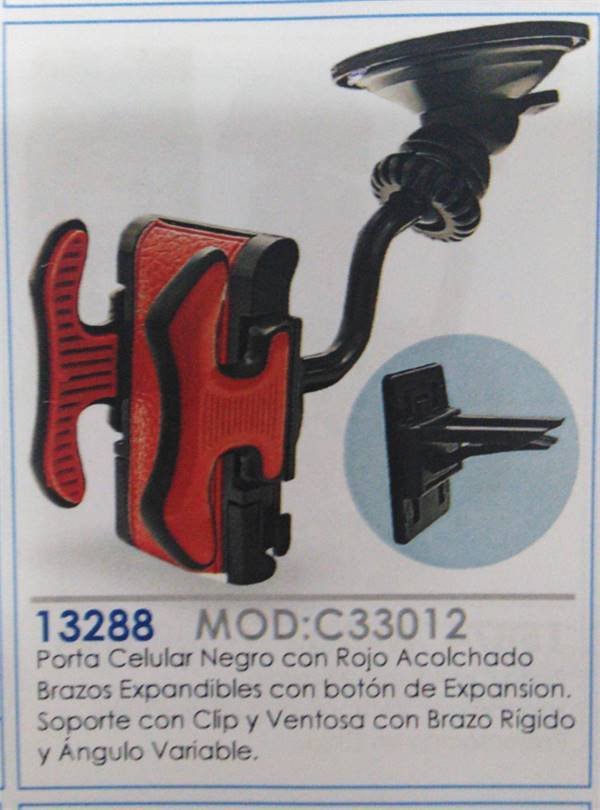 13288 MOD:C33012
Porta Celular Negro con Rojo Acolchado
Brazos Expandibles con botón de Expansion.
Soporte con Clip y Ventosa con Brazo Rígido
y Ángulo Variable.